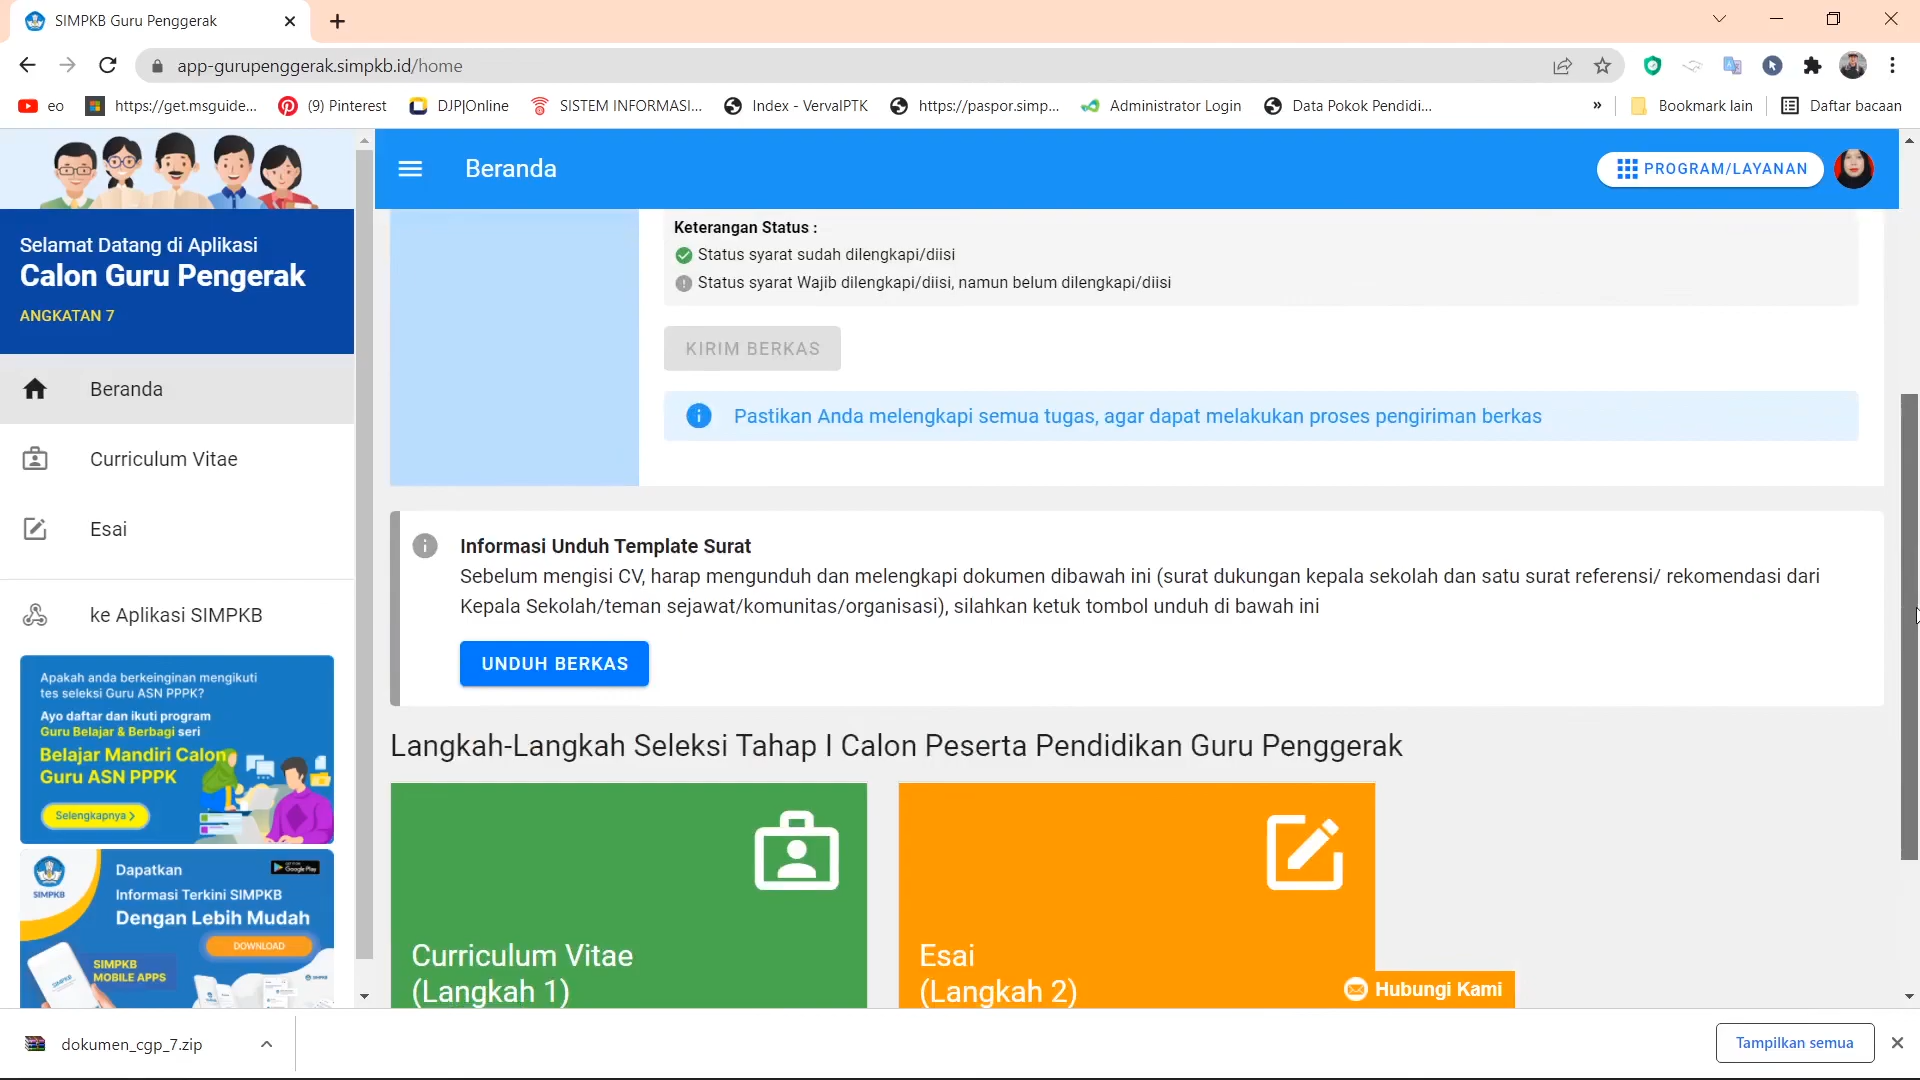 SIMPKB Guru Penggerak
app-gurupenggerak.simpkb.id/home
eo
https://get.msguide...
(9) Pinterest
DJP|Online
SISTEM INFORMASI...
Index - VervalPTK
https://paspor.simp...
Administrator Login
Data Pokok Pendidi...
»
Bookmark lain
Daftar bacaan
Selamat Datang di Aplikasi
Calon Guru Pengerak
ANGKATAN 7
Beranda
Curriculum Vitae
Esai
ke Aplikasi SIMPKB
Apakah anda berkeinginan mengikuti
tes seleksi Guru ASN PPPK?
Ayo daftar dan ikuti program
Guru Belajar & Berbagi seri
Belajar Mandiri Calon
Guru ASN PPPK
Selengkapnya
SIMPKB
Dapatkan
Google Play
Informasi Terkini SIMPKB
Dengan Lebih Mudah
DOWNLOAD
SIMPKB
MOBILE APPS
Beranda
PROGRAM/LAYANAN
Keterangan Status :
Status syarat sudah dilengkapi/diisi
Status syarat Wajib dilengkapi/diisi, namun belum dilengkapi/diisi
KIRIM BERKAS
Pastikan Anda melengkapi semua tugas, agar dapat melakukan proses pengiriman berkas
Informasi Unduh Template Surat
Sebelum mengisi CV, harap mengunduh dan melengkapi dokumen dibawah ini (surat dukungan kepala sekolah dan satu surat referensi/ rekomendasi dari
Kepala Sekolah/teman sejawat/komunitas/organisasi), silahkan ketuk tombol unduh di bawah ini
UNDUH BERKAS
Langkah-Langkah Seleksi Tahap I Calon Peserta Pendidikan Guru Penggerak
Curriculum Vitae
(Langkah 1)
Esai
(Langkah 2)
Hubungi Kami
dokumen_cgp_7.zip
Tampilkan semua